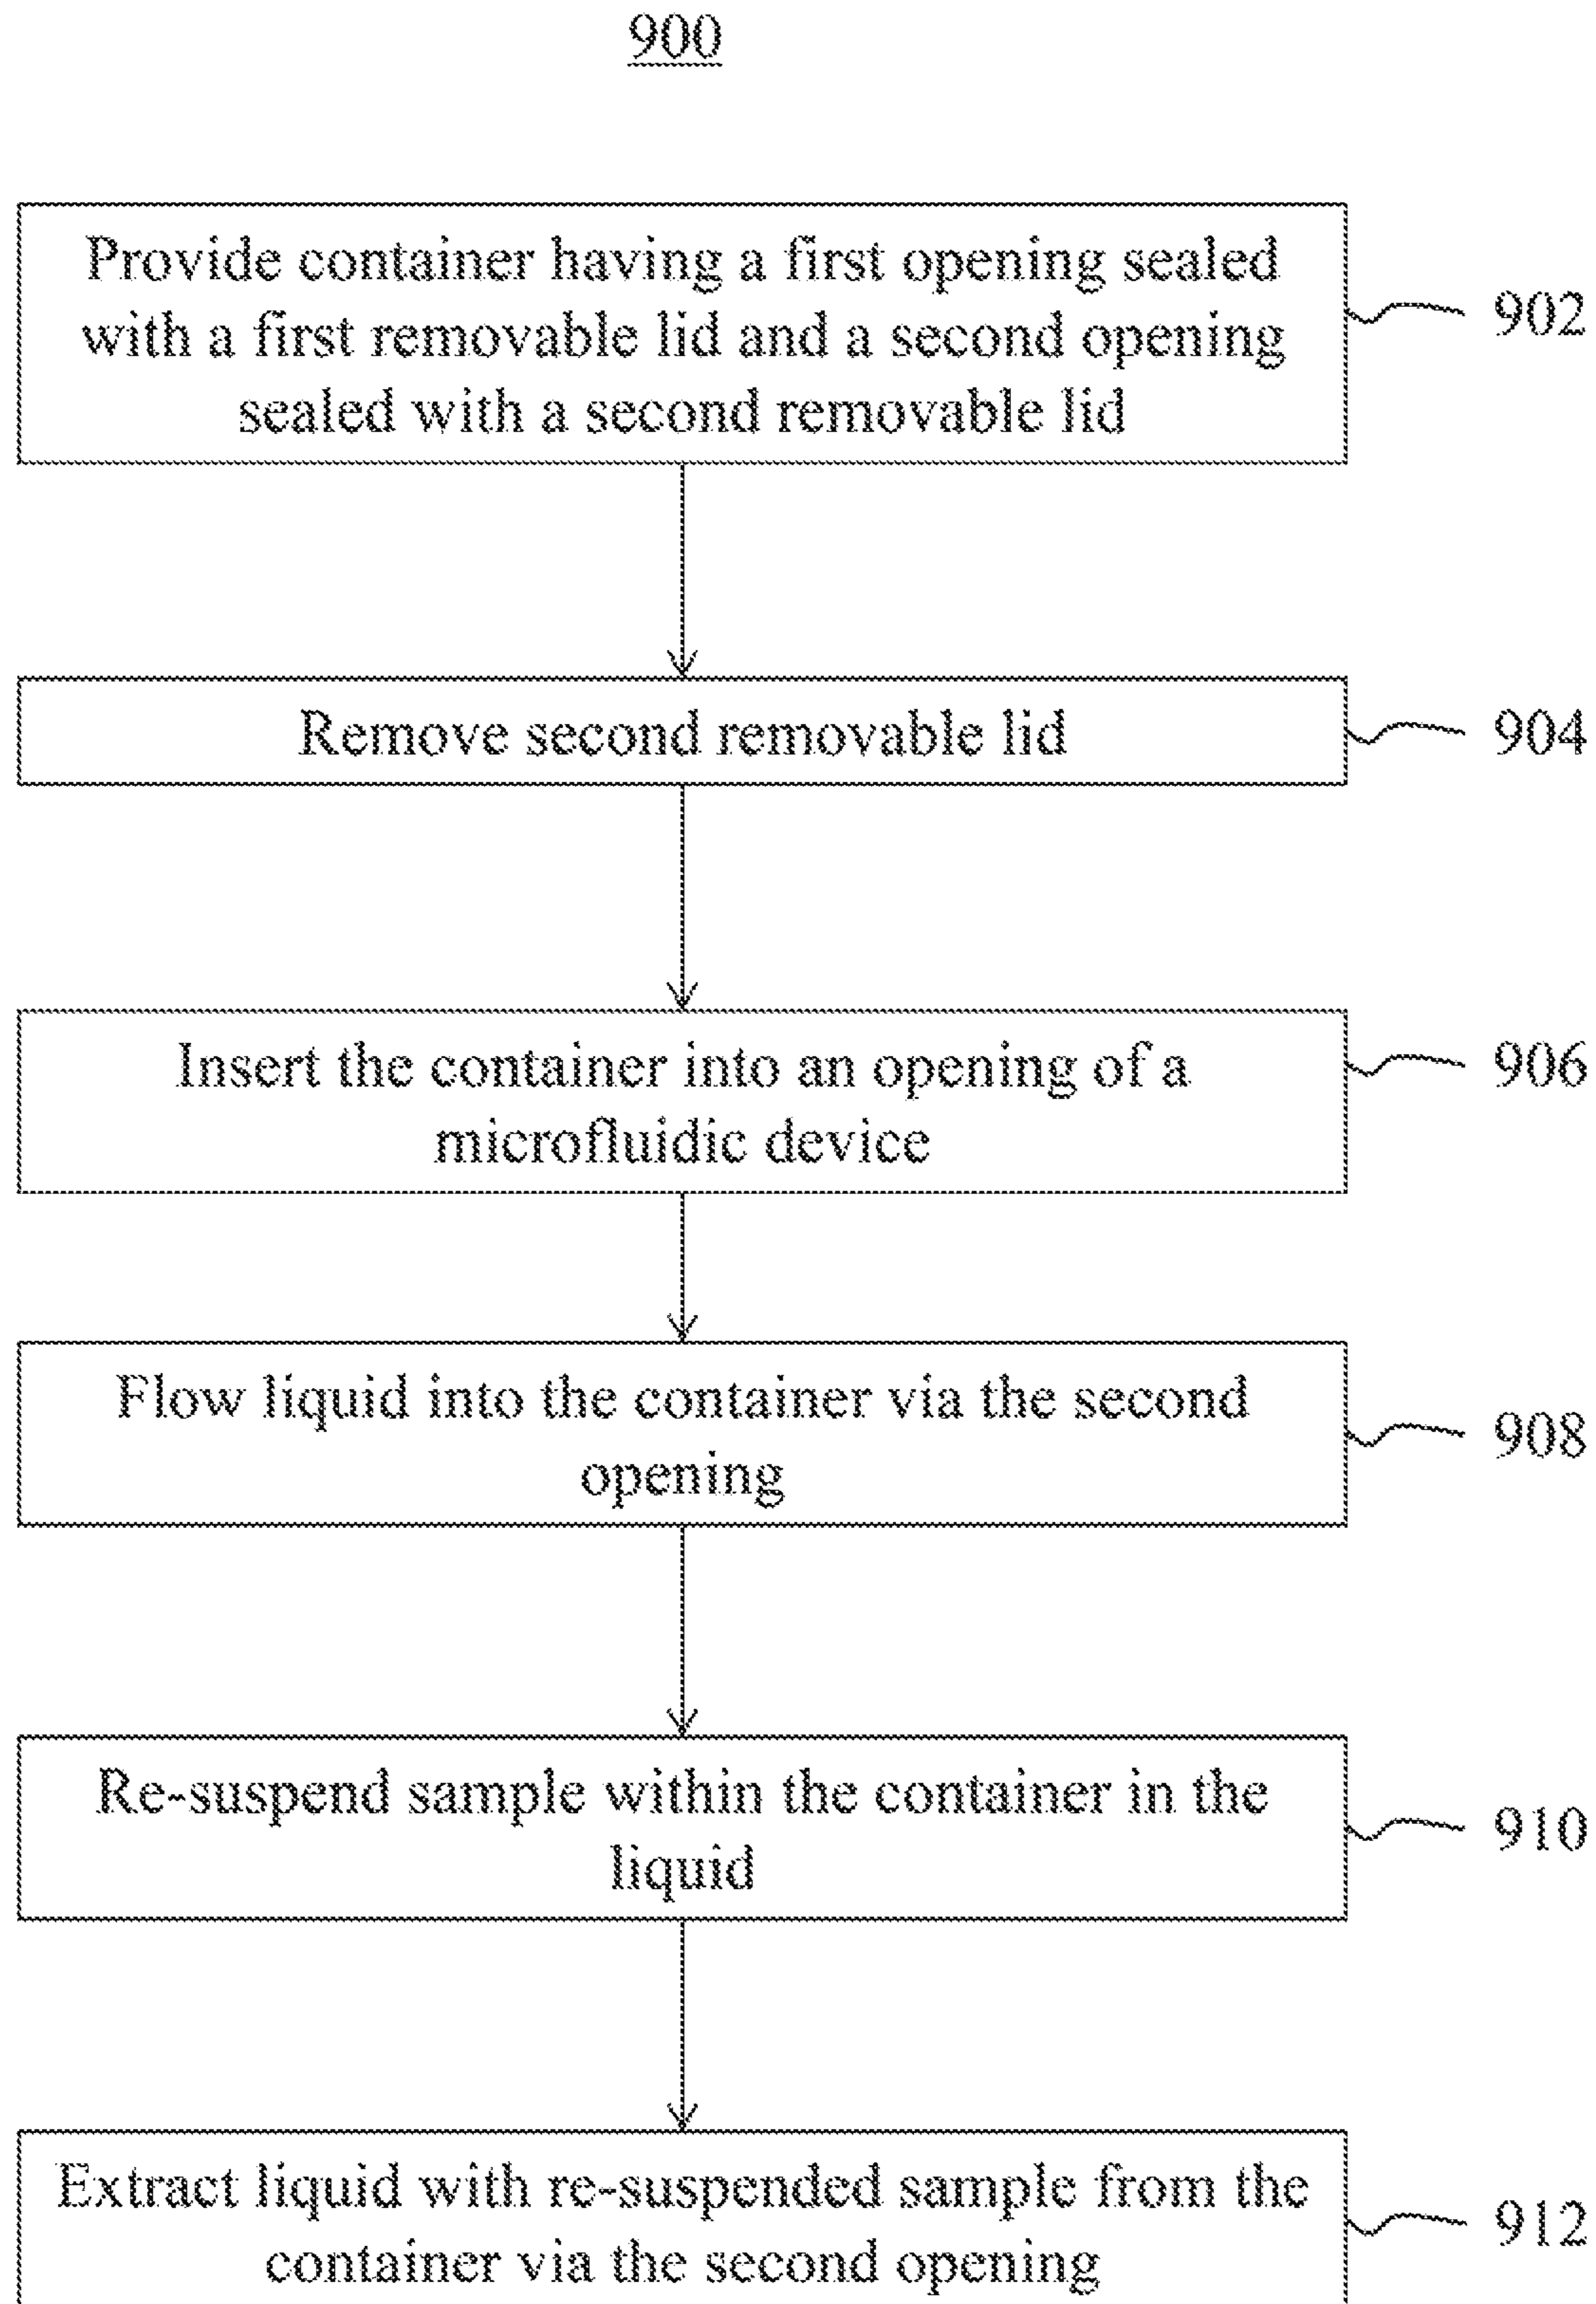 900
Provide container having a first opening sealed
with a first removable lid and a second opening
sealed with a second removable lid
902
Remove second removable lid
904
Insert the container into an opening of a
microfluidic device
906
Flow liquid into the container via the second
opening
908
Re-suspend sample within the container in the
liquid
910
Extract liquid with re-suspended sample from the
container via the second opening
912